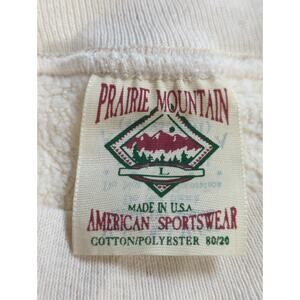 PRAIRIE MOUNTAIN
L
MADE IN U.S.A
AMERICAN SPORTSWEAR
COTTON/POLYESTER 80/20